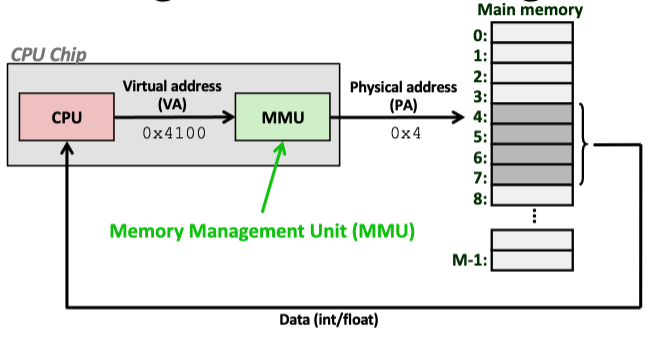 Main memory
CPU Chip
0:
1:
2:
3:
4:
5:
6:
7:
8:
M-1:
Virtual address
(VA)
Physical address
(PA)
CPU
MMU
0x4100
0x4
Memory Management Unit (MMU)
Data (int/float)